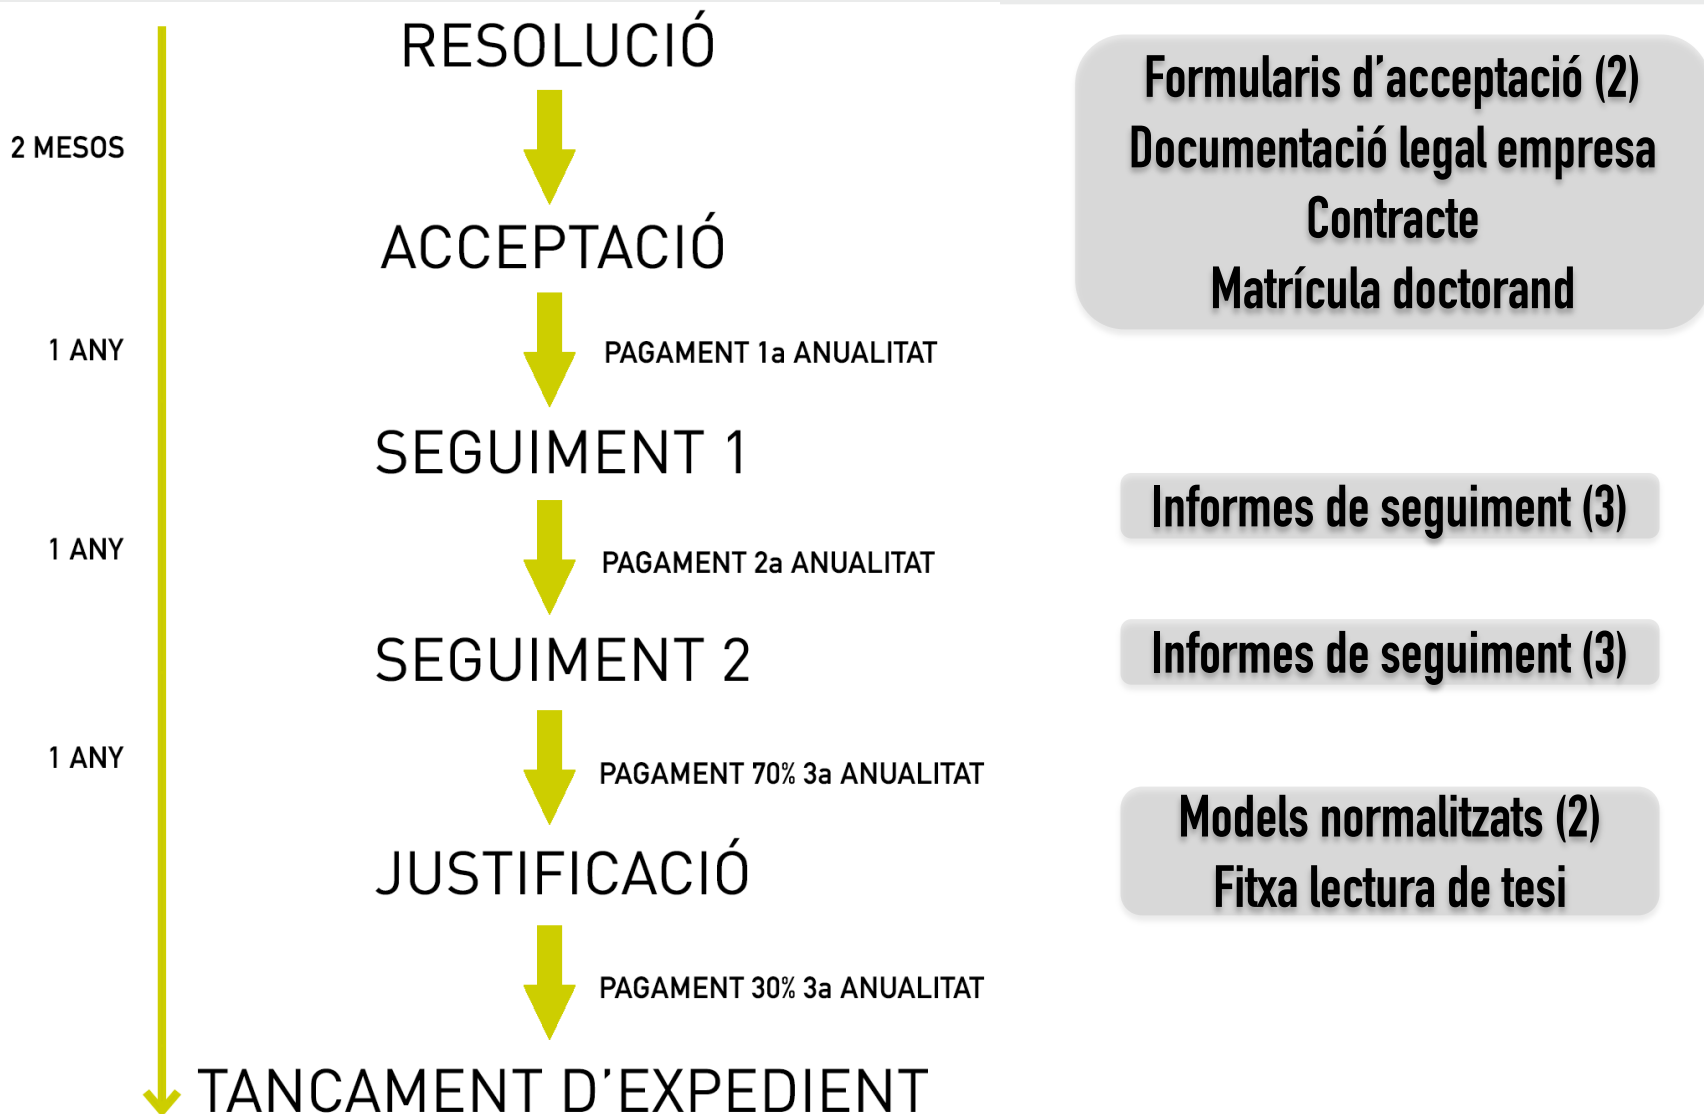 RESOLUCIÓ
2 MESOS
ACCEPTACIÓ
1 ANY
PAGAMENT 1a ANUALITAT
SEGUIMENT 1
1 ANY
PAGAMENT 2a ANUALITAT
SEGUIMENT 2
1 ANY
PAGAMENT 70% 3a ANUALITAT
JUSTIFICACIÓ
PAGAMENT 30% 3a ANUALITAT
TANCAMENT D'EXPEDIENT
Formularis d'acceptació (2)
Documentació legal empresa
Contracte
Matrícula doctorand
Informes de seguiment (3)
Informes de seguiment (3)
Models normalitzats (2)
Fitxa lectura de tesi